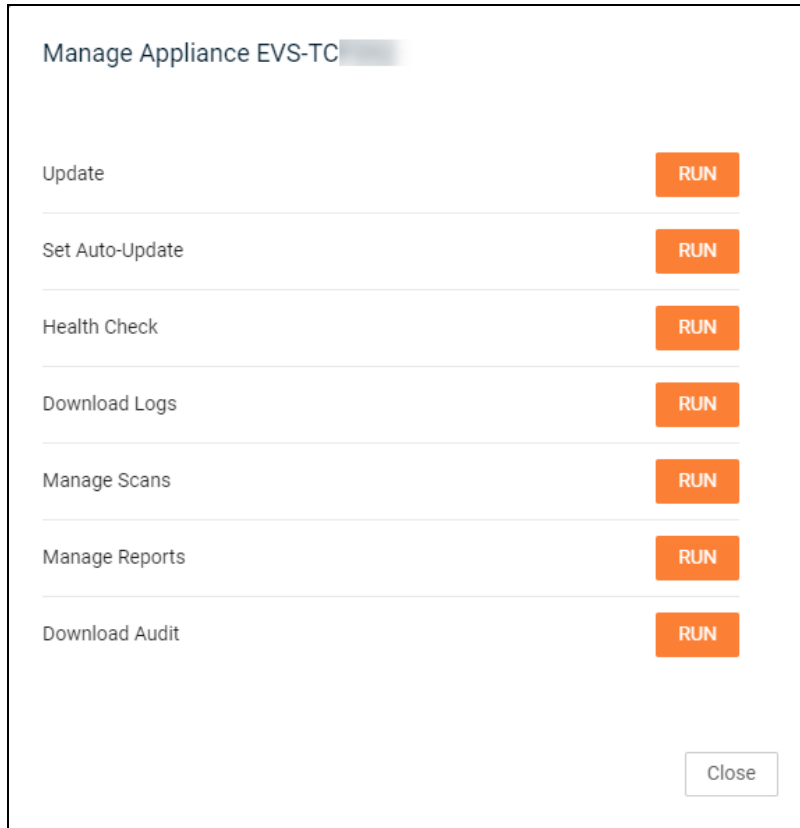 Manage Appliance EVS-TC
Update RUN
Set Auto-Update RUN
Health Check RUN
Download Logs RUN
Manage Scans RUN
Manage Reports RUN
Download Audit RUN
Close